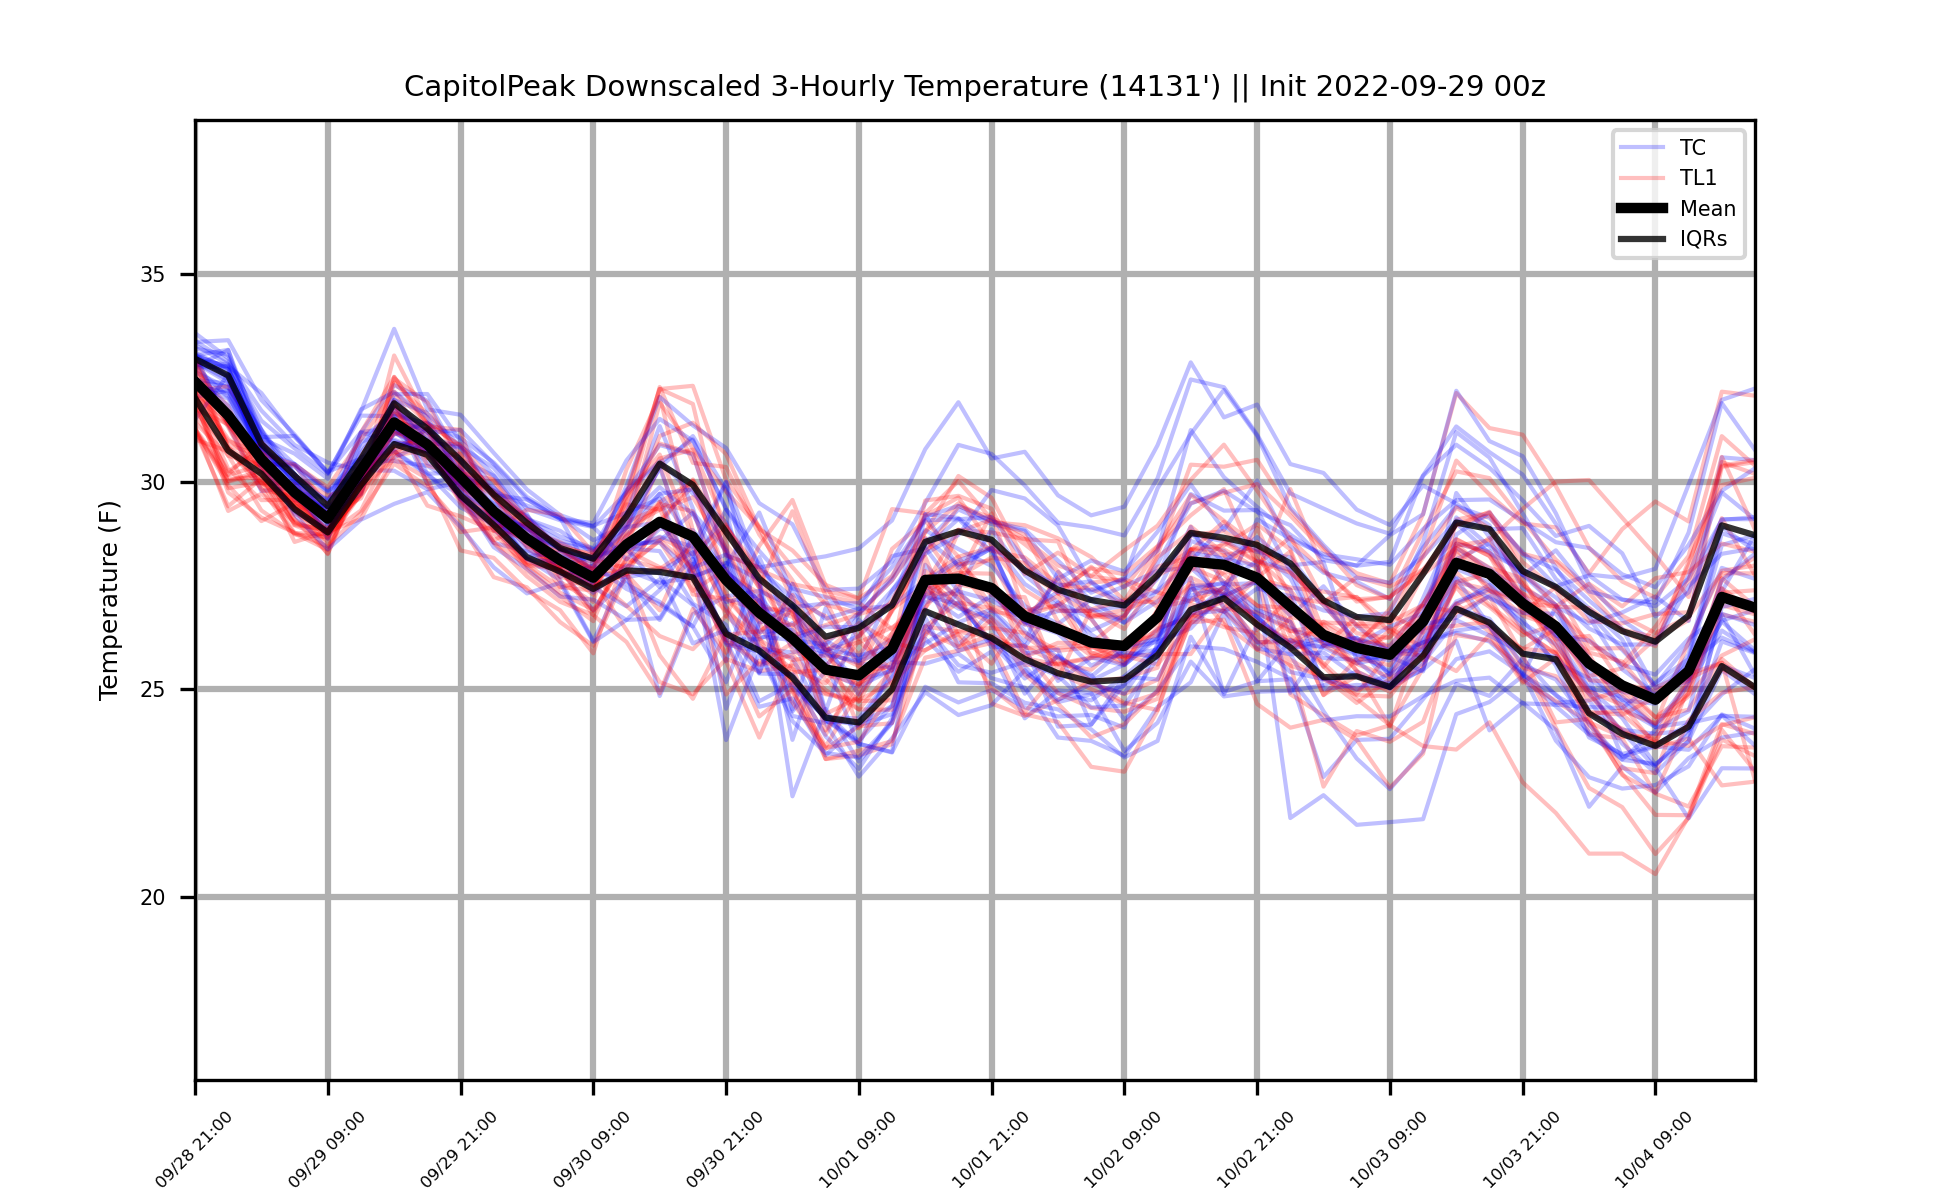 CapitolPeak Downscaled 3-Hourly Temperature (14131') || Init 2022-09-29 00z
TC
TL1
Mean
IQRs
Temperature (F)
35
30
25
20
09/28 21:00
09/29 09:00
09/29 21:00
09/30 09:00
09/30 21:00
10/01 09:00
10/01 21:00
10/02 09:00
10/02 21:00
10/03 09:00
10/03 21:00
10/04 09:00